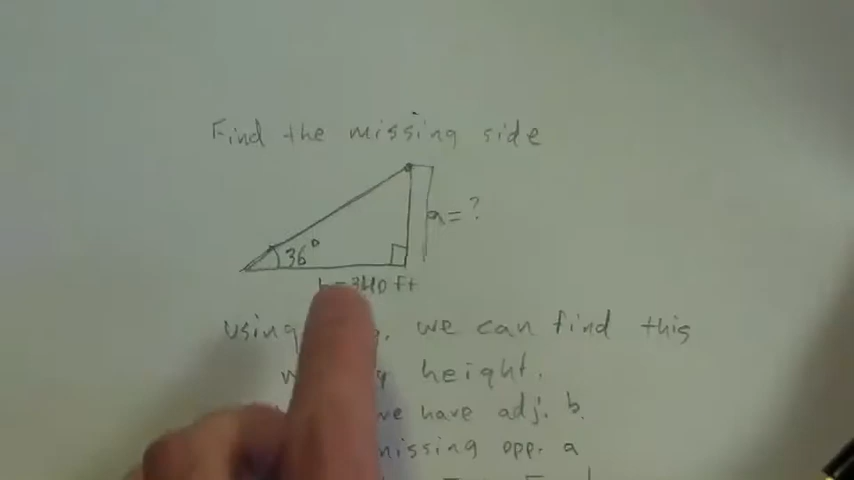 Find the missing side
36°
a = ?
b = 340 ft
using we can find this
height.
we have adj. b.
missing opp. a